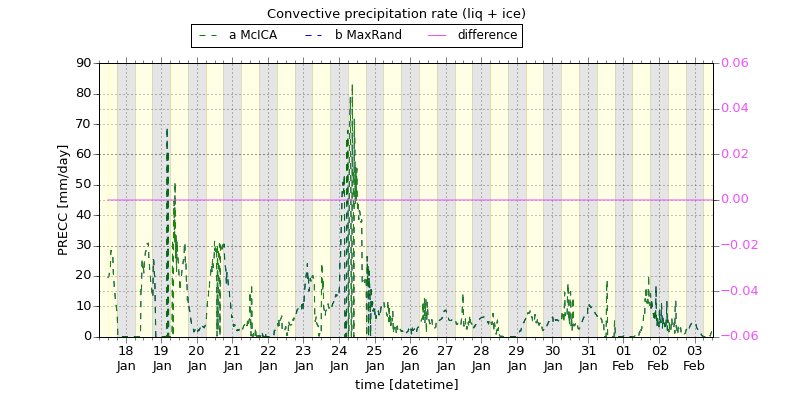 Convective precipitation rate (liq + ice)
a McICA b MaxRand difference
PRECC [mm/day]
90
80
70
60
50
40
30
20
10
0
0.06
0.04
0.02
0.00
−0.02
−0.04
−0.06
18 19 20 21 22 23 24 25 26 27 28 29 30 31 01 02 03
Jan Jan Jan Jan Jan Jan Jan Jan Jan Jan Jan Jan Jan Jan Feb Feb Feb
time [datetime]